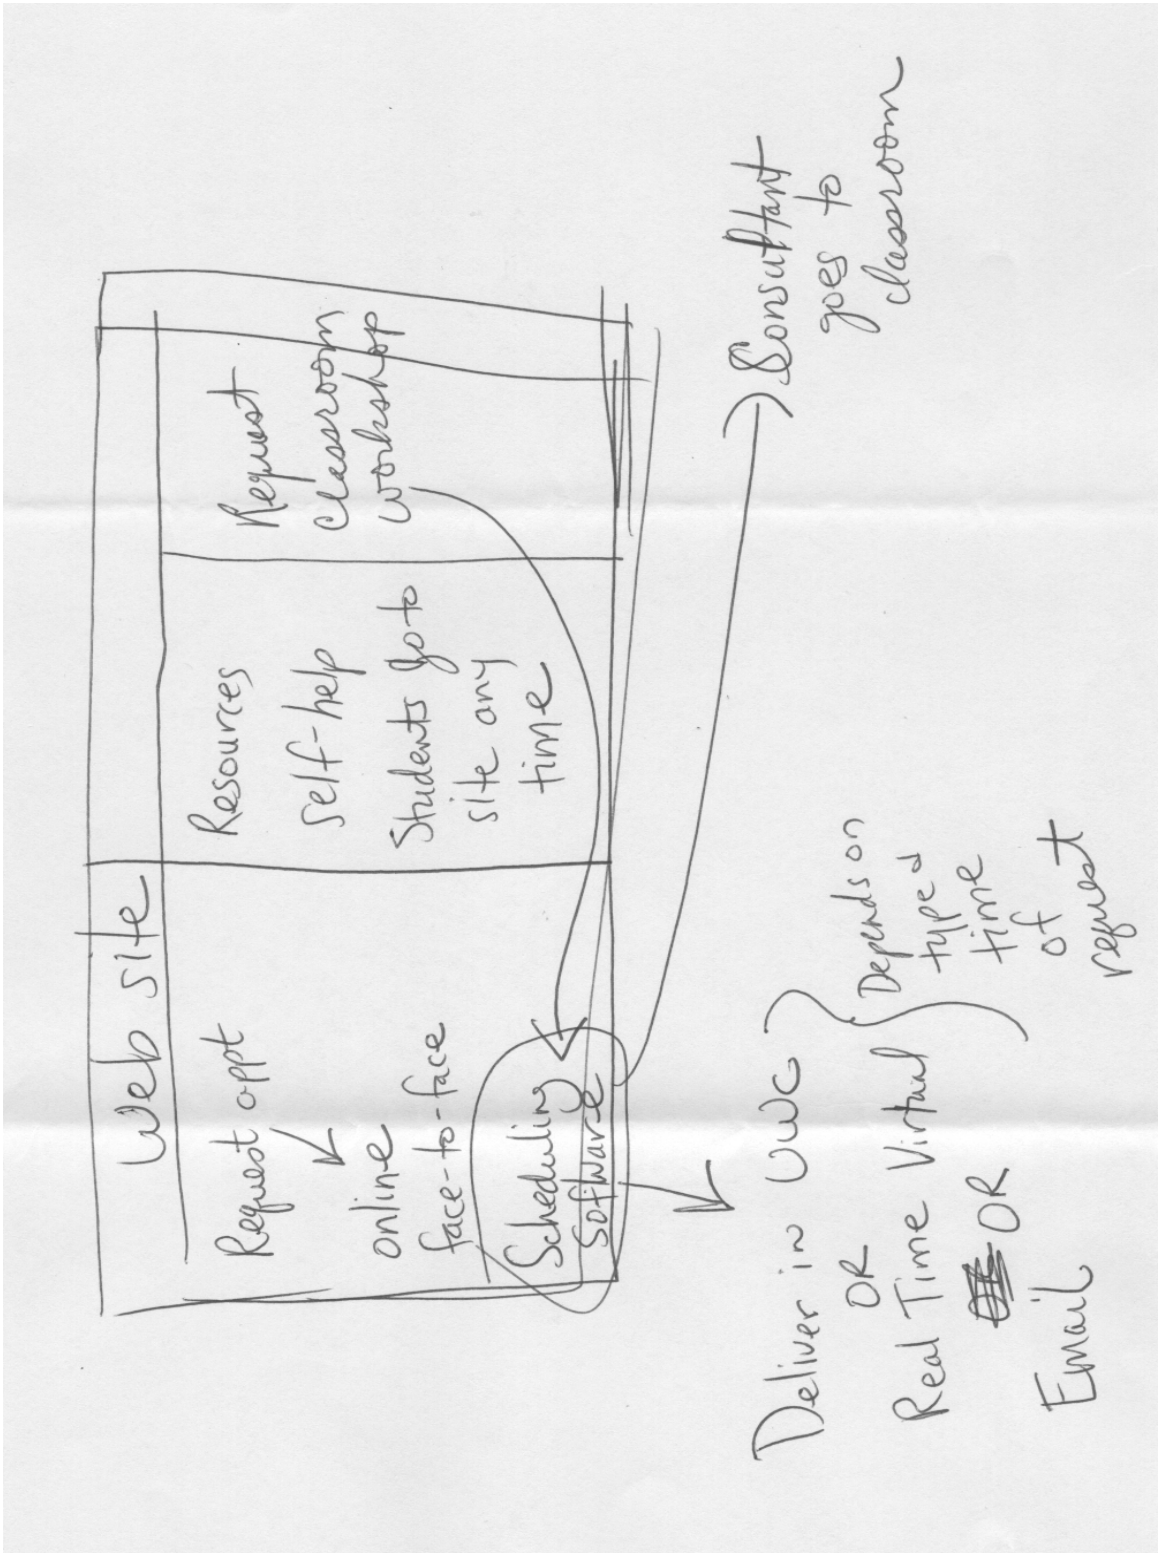 Web site
Request appt
online
face-to-face
Scheduling
Software
Resources
self-help
Students go to
site any
time
Request
Classroom
Workshop
Deliver in UWC
OR
Real Time Virtual
OR
Email
Depends on
type &
time
of
request
Consultant
goes to
classroom